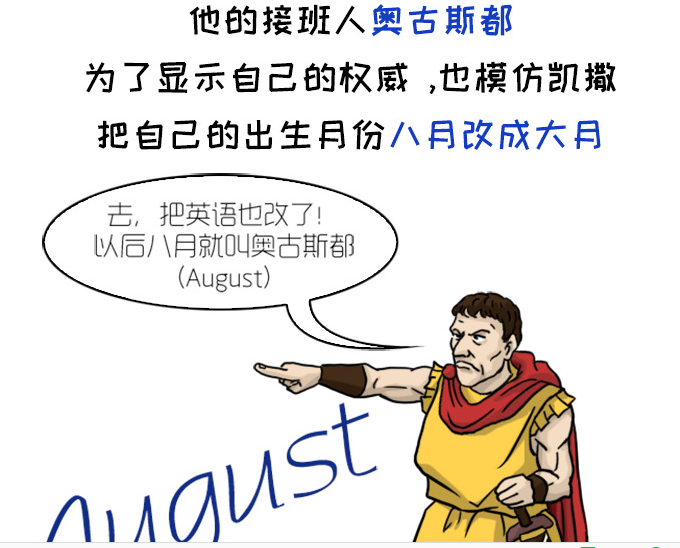 他的接班人奥古斯都
为了显示自己的权威 ,也模仿凯撒
把自己的出生月份八月改成大月
去，把英语也改了!
以后八月就叫奥古斯都
(August)
August